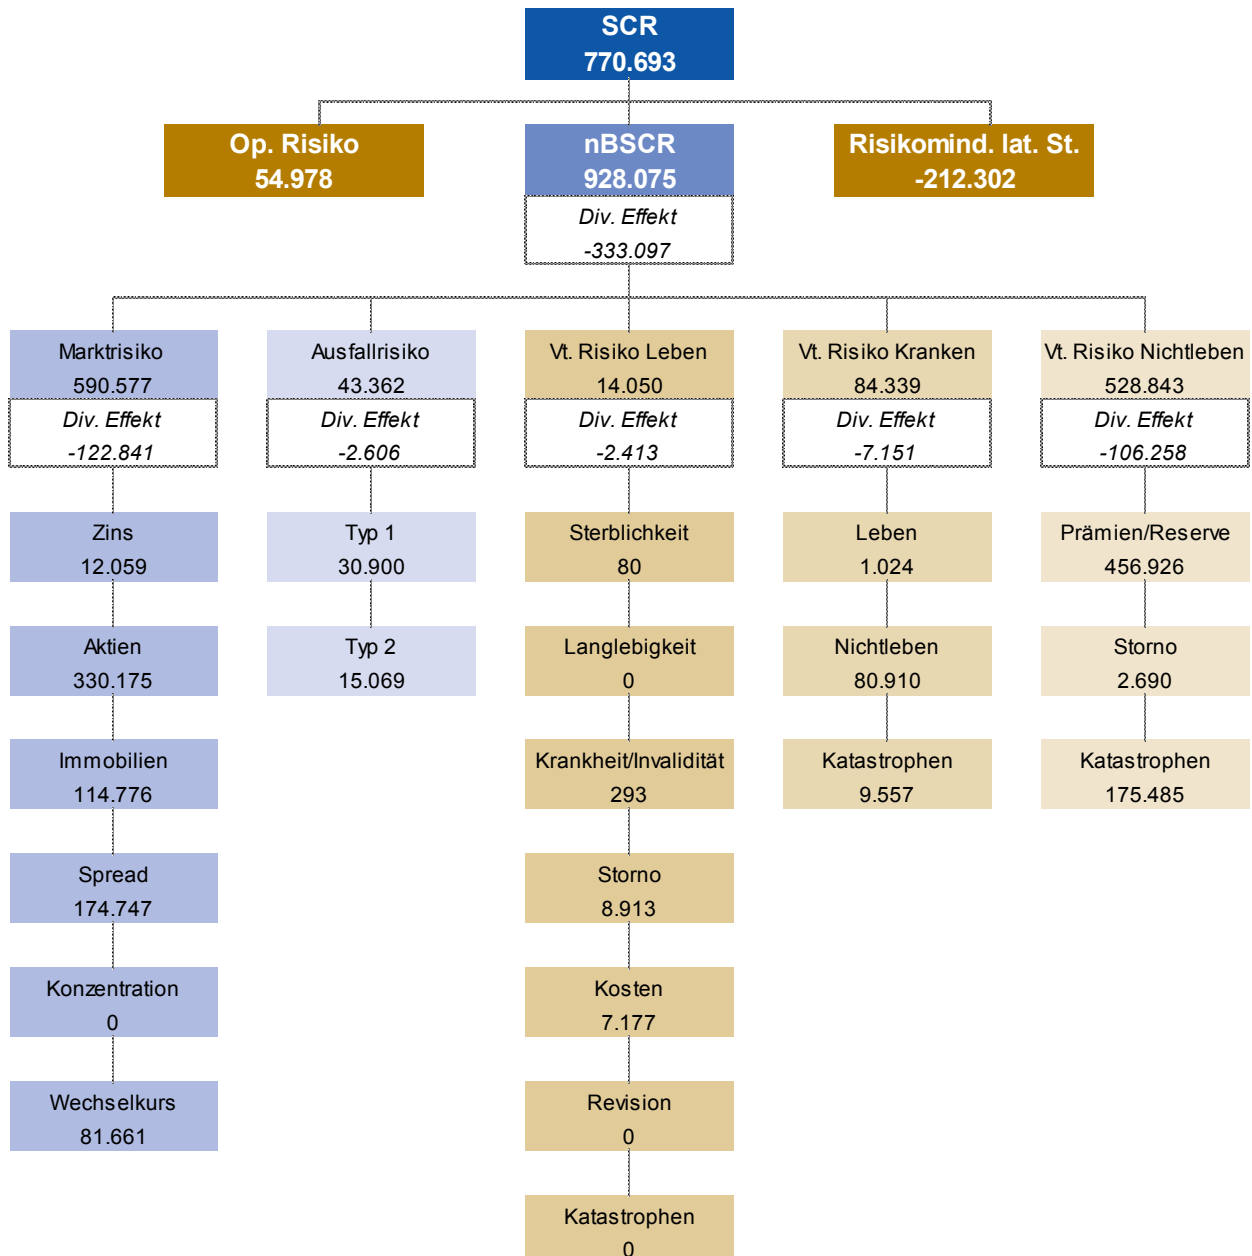 SCR
770.693
Op. Risiko
54.978
nBSCR
928.075
Risikomind. lat. St.
-212.302
Div. Effekt
-333.097
Marktrisiko
590.577
Div. Effekt
-122.841
Ausfallrisiko
43.362
Div. Effekt
-2.606
Vt. Risiko Leben
14.050
Div. Effekt
-2.413
Vt. Risiko Kranken
84.339
Div. Effekt
-7.151
Vt. Risiko Nichtleben
528.843
Div. Effekt
-106.258
Zins
12.059
Aktien
330.175
Immobilien
114.776
Spread
174.747
Konzentration
0
Wechselkurs
81.661
Typ 1
30.900
Typ 2
15.069
Sterblichkeit
80
Langlebigkeit
0
Krankheit/Invalidität
293
Storno
8.913
Kosten
7.177
Revision
0
Katastrophen
0
Leben
1.024
Nichtleben
80.910
Katastrophen
9.557
Prämien/Reserve
456.926
Storno
2.690
Katastrophen
175.485